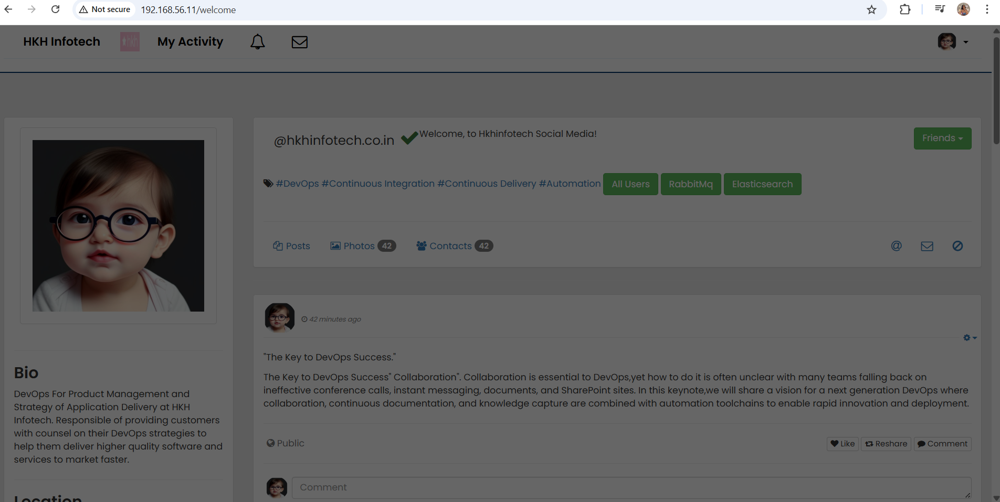 Not secure 192.168.56.11/welcome
HKH Infotech hkh My Activity
@hkhinfotech.co.in Welcome, to Hkhinfotech Social Media! Friends
#DevOps #Continuous Integration #Continuous Delivery #Automation All Users RabbitMq Elasticsearch
Posts Photos 42 Contacts 42 @
42 minutes ago
"The Key to DevOps Success."
The Key to DevOps Success" Collaboration". Collaboration is essential to DevOps,yet how to do it is often unclear with many teams falling back on
ineffective conference calls, instant messaging, documents, and SharePoint sites. In this keynote,we will share a vision for a next generation DevOps where
collaboration, continuous documentation, and knowledge capture are combined with automation toolchains to enable rapid innovation and deployment.
Public Like Reshare Comment
Comment
Bio
DevOps For Product Management and
Strategy of Application Delivery at HKH
Infotech. Responsible of providing customers
with counsel on their DevOps strategies to
help them deliver higher quality software and
services to market faster.
Location